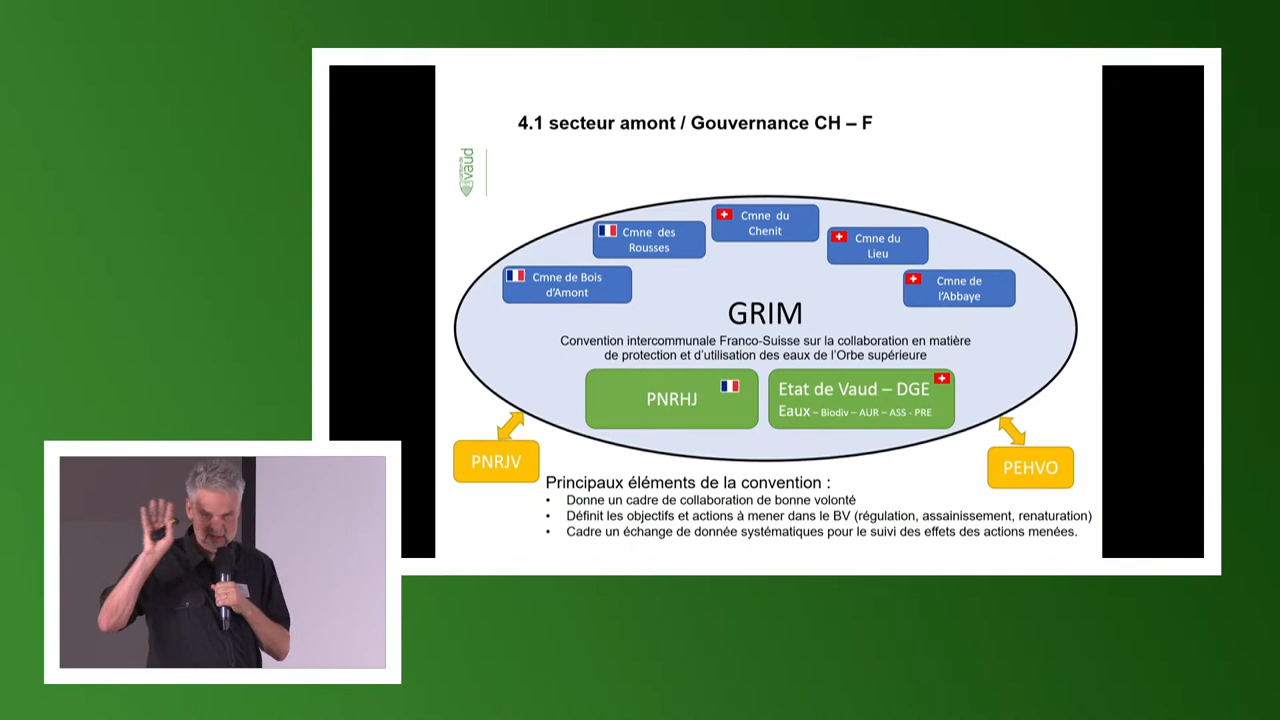 4.1 secteur amont / Gouvernance CH – F
vaud
Cmne du
Chenit
Cmne des
Rousses
Cmne du
Lieu
Cmne de Bois
d'Amont
Cmne de
l'Abbaye
GRIM
Convention intercommunale Franco-Suisse sur la collaboration en matière
de protection et d'utilisation des eaux de l'Orbe supérieure
PNRHJ
Etat de Vaud – DGE
Eaux – Biodiv – AUR – ASS - PRE
PNRJV
PEHVO
Principaux éléments de la convention :
• Donne un cadre de collaboration de bonne volonté
• Définit les objectifs et actions à mener dans le BV (régulation, assainissement, renaturation)
• Cadre un échange de donnée systématiques pour le suivi des effets des actions menées.